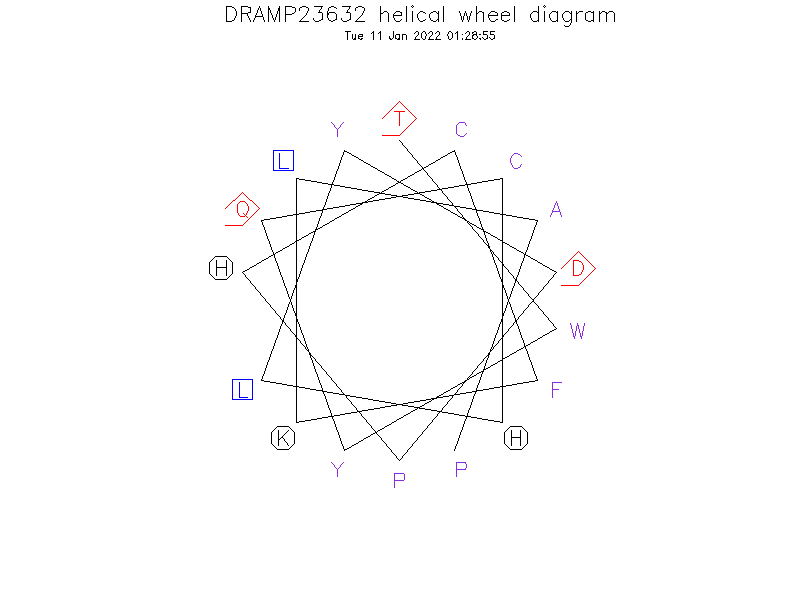 DRAMP23632 helical wheel diagram
Tue 11 Jan 2022 01:28:55
T
Y
C
L
C
Q
A
H
D
W
L
F
K
H
Y
P
P